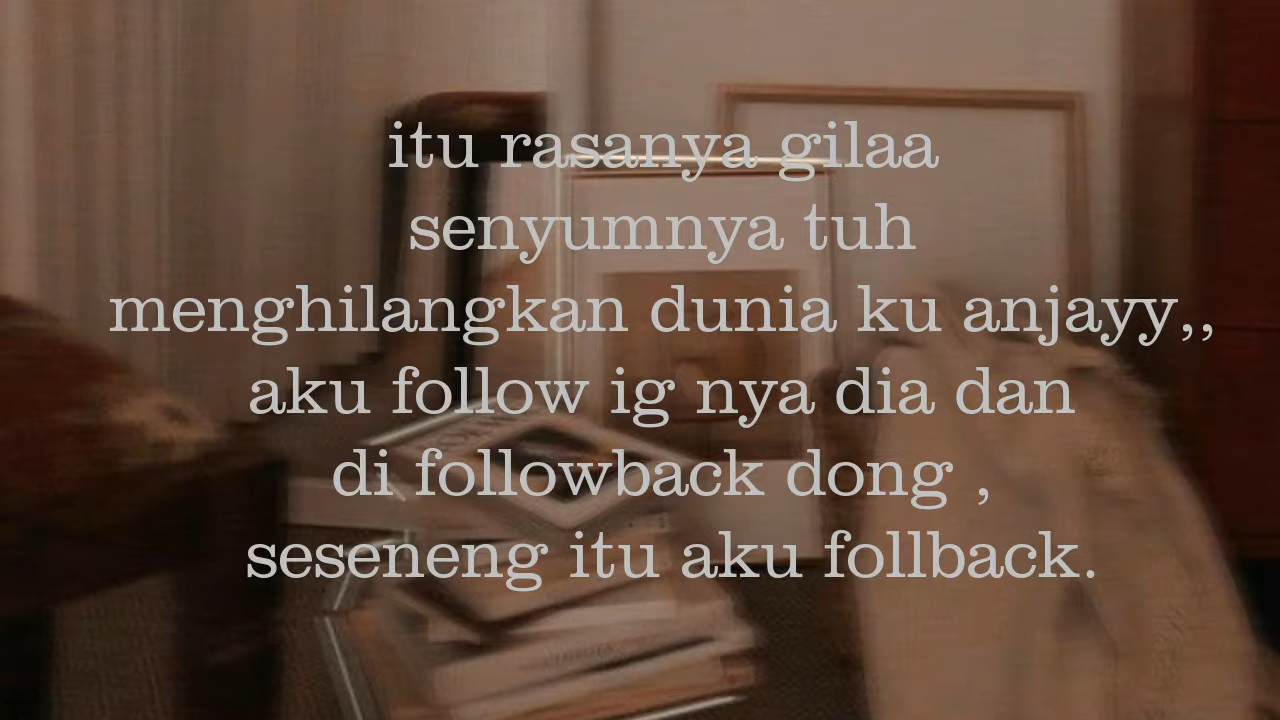 itu rasanya gilaa
senyumnya tuh
menghilangkan dunia ku anjayy,,
aku follow ig nya dia dan
di followback dong ,
seseneng itu aku follback.